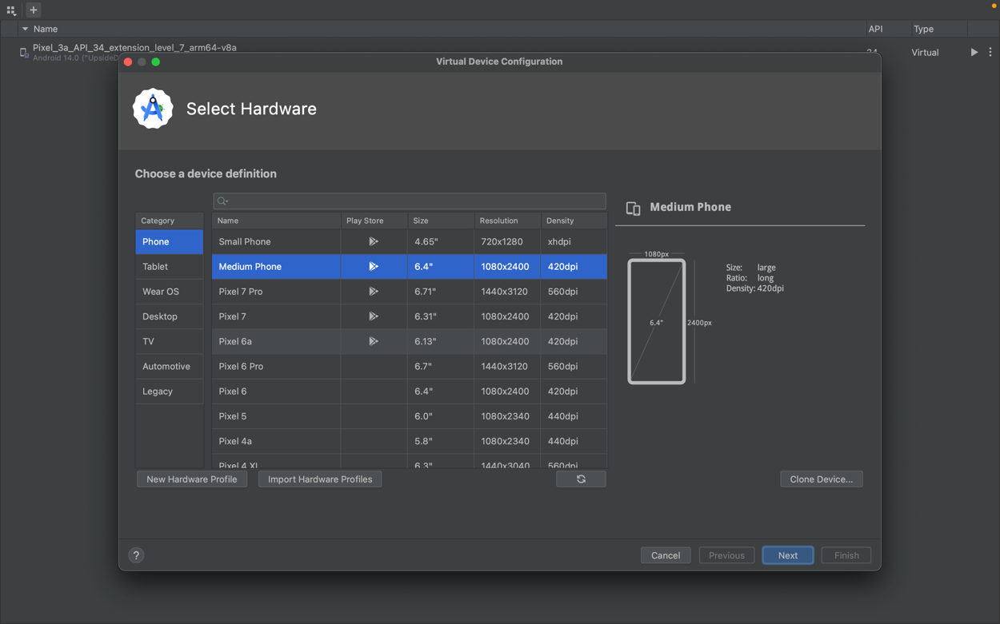 Name API Type
Pixel_3a_API_34_extension_level_7_arm64-v8a
Android 14.0 ("UpsideD
Virtual
Virtual Device Configuration
Select Hardware
Choose a device definition
Category Name Play Store Size Resolution Density
Phone
Tablet
Wear OS
Desktop
TV
Automotive
Legacy
Small Phone 4.65" 720x1280 xhdpi
Medium Phone 6.4" 1080x2400 420dpi
Pixel 7 Pro 6.71" 1440x3120 560dpi
Pixel 7 6.31" 1080x2400 420dpi
Pixel 6a 6.13" 1080x2400 420dpi
Pixel 6 Pro 6.7" 1440x3120 560dpi
Pixel 6 6.4" 1080x2400 420dpi
Pixel 5 6.0" 1080x2340 440dpi
Pixel 4a 5.8" 1080x2340 440dpi
Pixel 4 XL 6.3" 1440x3040 560dpi
Medium Phone
1080px
6.4"
2400px
Size: large
Ratio: long
Density: 420dpi
New Hardware Profile Import Hardware Profiles Clone Device...
? Cancel Previous Next Finish